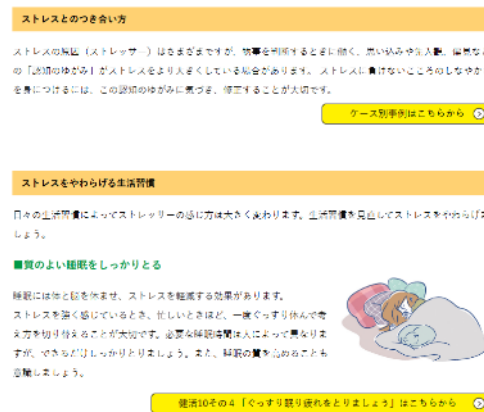 ストレスとのつき合い方
ストレスの原因（ストレッサー）はさまざまですが、物事を判断するときに働く、思い込みや先入観、偏見な
の「認知のゆがみ」がストレスをより大きくしている場合があります。ストレスに負けないこころのしなやか
を身につけるには、この認知のゆがみに気づき、修正することが大切です。
ケース別事例はこちらから
ストレスをやわらげる生活習慣
日々の生活習慣によってストレッサーの感じ方は大きく変わります。生活習慣を見直してストレスをやわらげ
しょう。
■質のよい睡眠をしっかりとる
睡眠には体と脳を休ませ、ストレスを軽減する効果があります。
ストレスを強く感じているとき、忙しいときほど、一度ぐっすり休んで考
え方を切り替えることが大切です。必要な睡眠時間は人によって異なりま
すが、できるだけしっかりとりましょう。また、睡眠の質を高めることも
意識しましょう。
健活10その4「ぐっすり眠り疲れをとりましょう」はこちらから